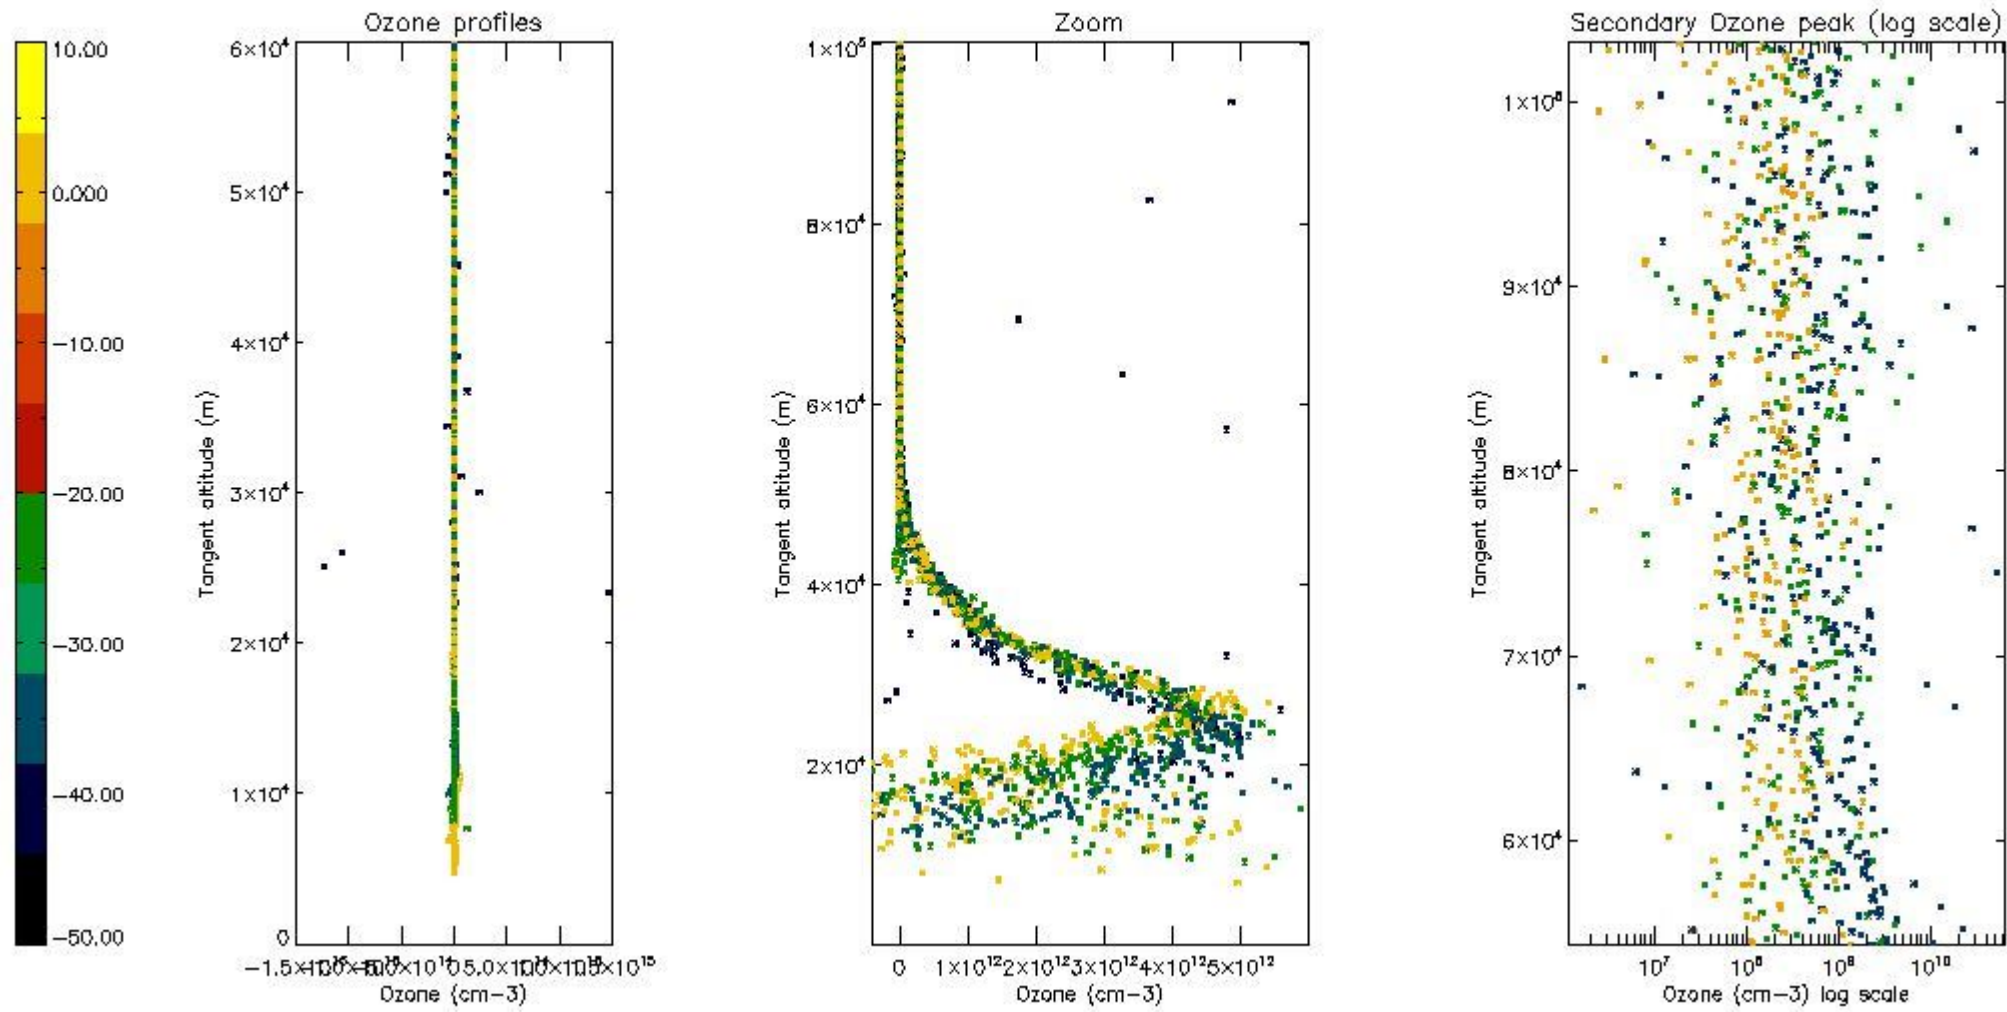 Ozone profiles
Zoom
Secondary Ozone peak (log scale)
10.00
0.000
−10.00
−20.00
−30.00
−40.00
−50.00
6×10⁴
5×10⁴
4×10⁴
3×10⁴
2×10⁴
1×10⁴
0
Tangent altitude (m)
Ozone (cm−3)
1×10⁵
8×10⁴
6×10⁴
4×10⁴
2×10⁴
Tangent altitude (m)
0 1×10¹² 2×10¹² 3×10¹² 4×10¹² 5×10¹²
Ozone (cm−3)
9×10⁴
8×10⁴
7×10⁴
6×10⁴
Tangent altitude (m)
10⁷ 10⁸ 10⁹ 10¹⁰
Ozone (cm−3) log scale